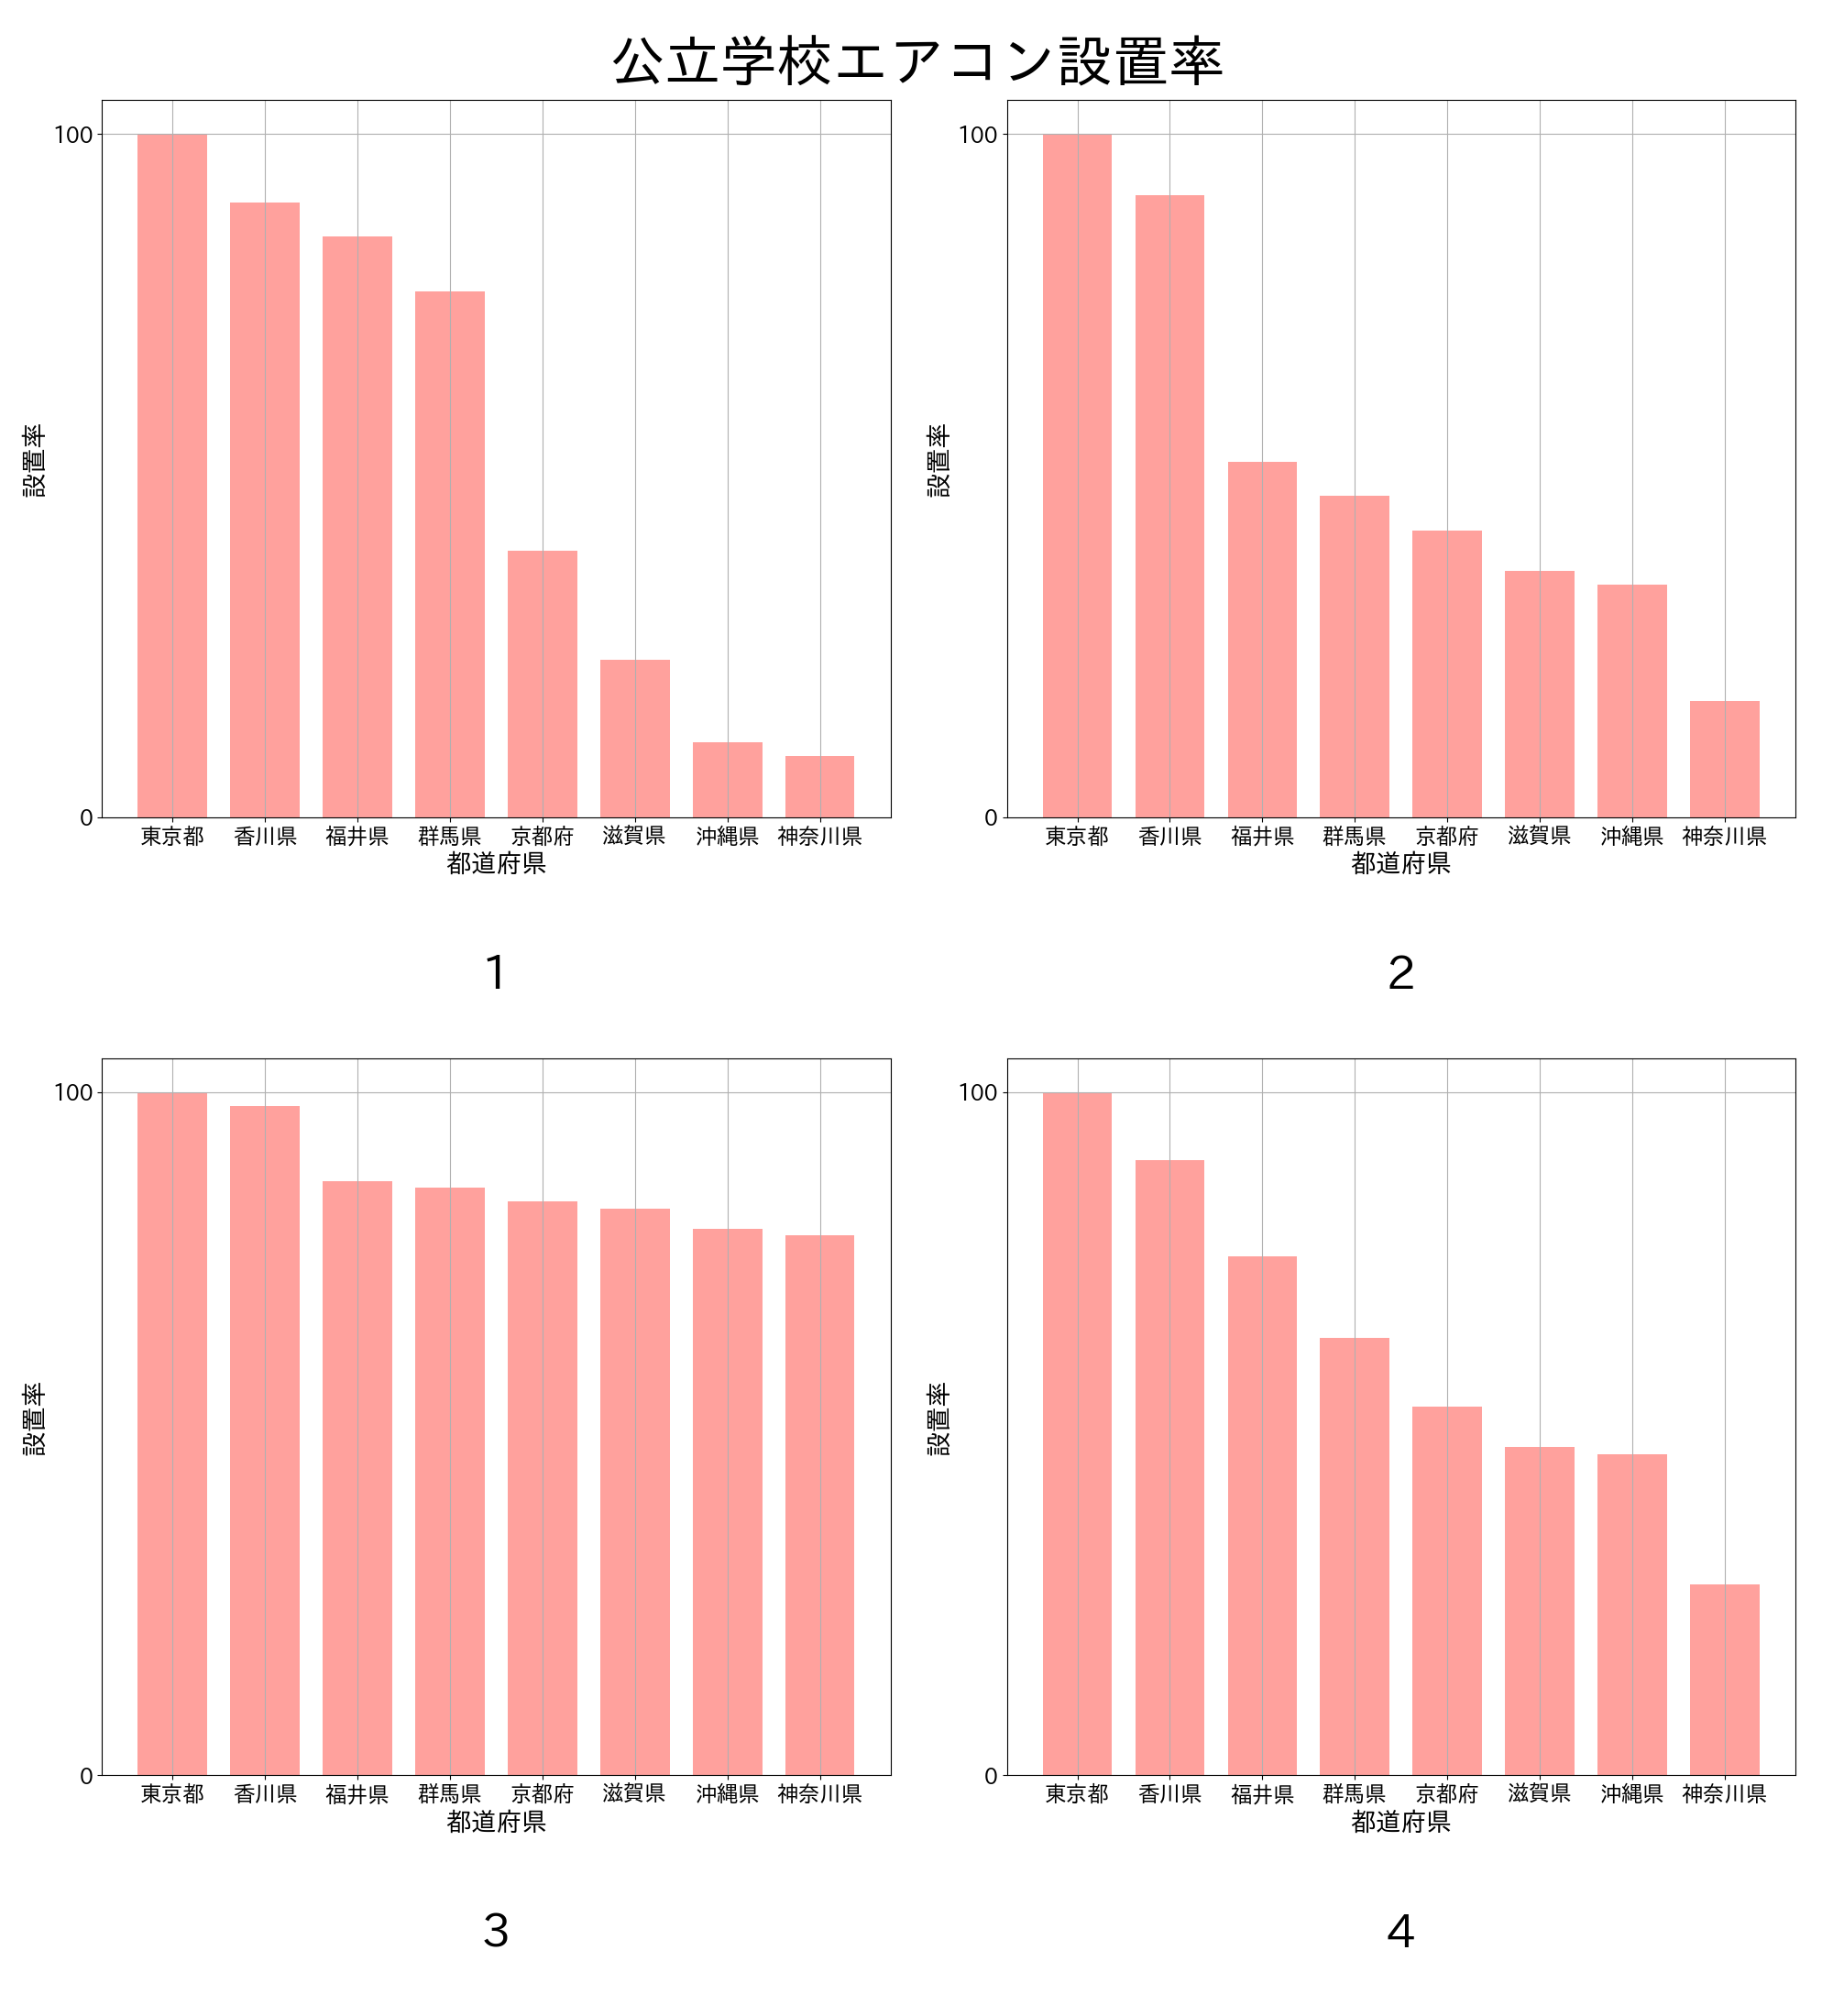 公立学校エアコン設置率
100
0
設置率
東京都 香川県 福井県 群馬県 京都府 滋賀県 沖縄県 神奈川県
都道府県
1
100
0
設置率
東京都 香川県 福井県 群馬県 京都府 滋賀県 沖縄県 神奈川県
都道府県
2
100
0
設置率
東京都 香川県 福井県 群馬県 京都府 滋賀県 沖縄県 神奈川県
都道府県
3
100
0
設置率
東京都 香川県 福井県 群馬県 京都府 滋賀県 沖縄県 神奈川県
都道府県
4